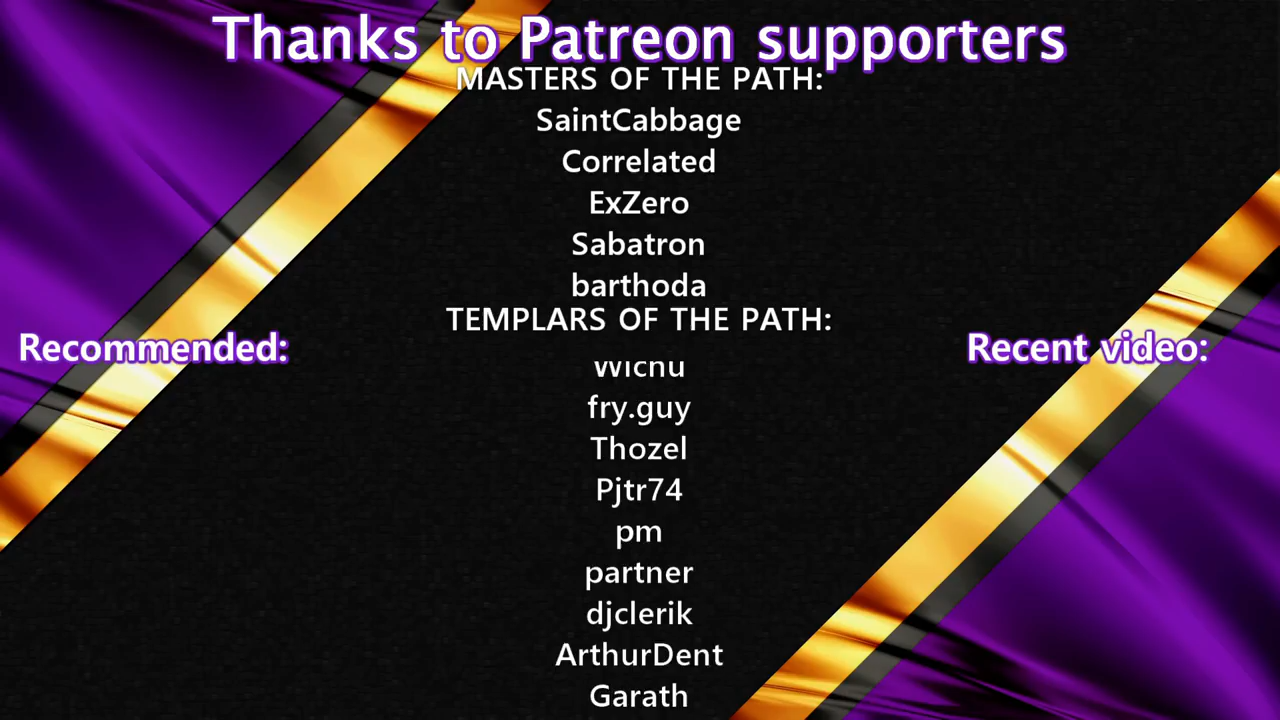 Thanks to Patreon supporters
MASTERS OF THE PATH:
SaintCabbage
Correlated
ExZero
Sabatron
barthoda
TEMPLARS OF THE PATH:
Recommended:
Recent video:
fry.guy
Thozel
Pjtr74
pm
partner
djclerik
ArthurDent
Garath